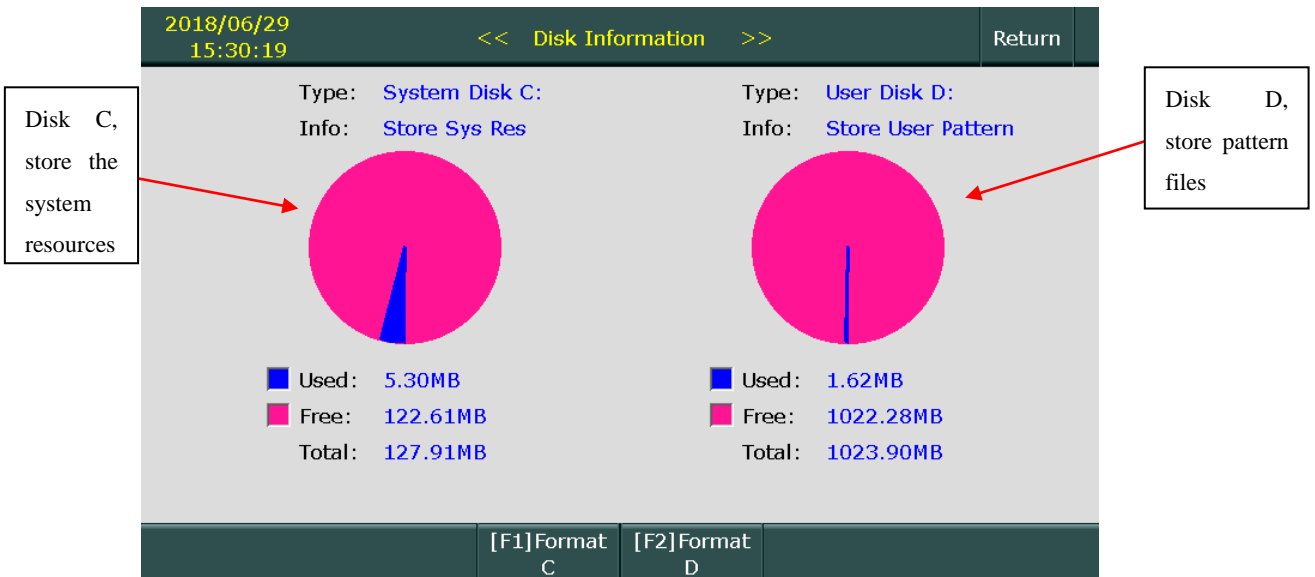 2018/06/29
15:30:19
<< Disk Information >>
Return
Disk C,
store the
system
resources
Type: System Disk C:
Info: Store Sys Res
Used: 5.30MB
Free: 122.61MB
Total: 127.91MB
Type: User Disk D:
Info: Store User Pattern
Used: 1.62MB
Free: 1022.28MB
Total: 1023.90MB
Disk D,
store pattern
files
[F1]Format
C
[F2]Format
D